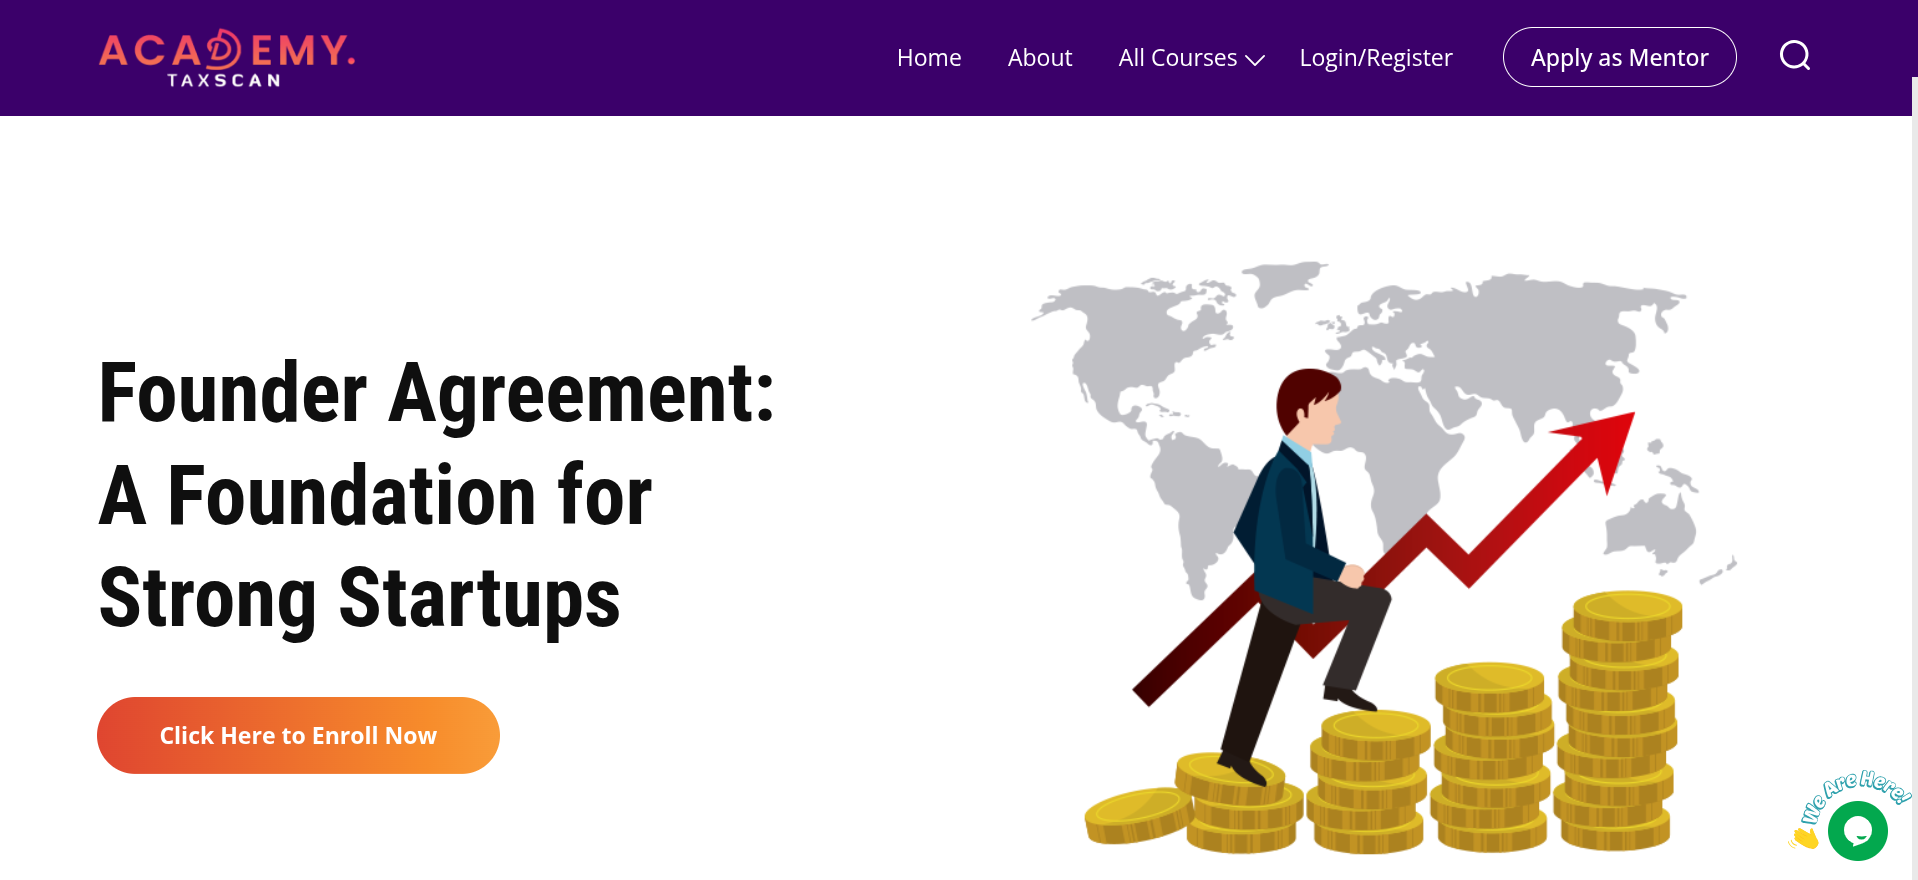 ACADEMY.
TAXSCAN
Home
About
All Courses
Login/Register
Apply as Mentor
Founder Agreement:
A Foundation for
Strong Startups
Click Here to Enroll Now
We Are Here!